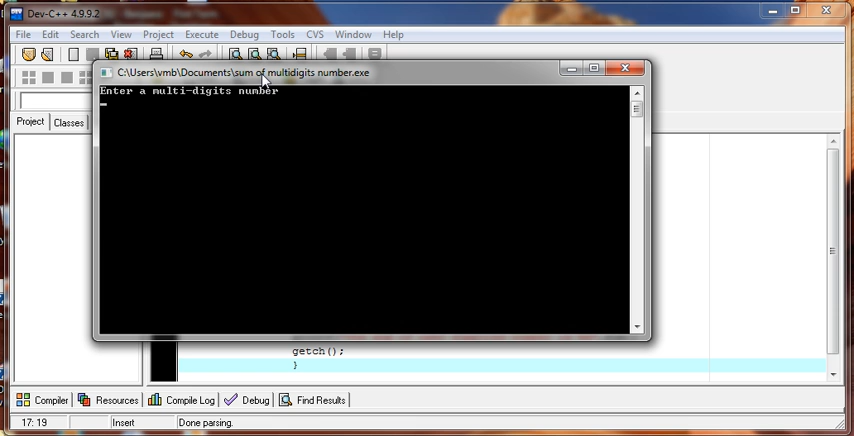 Dev-C++ 4.9.9.2
File Edit Search View Project Execute Debug Tools CVS Window Help
C:\Users\vmb\Documents\sum of multidigits number.exe
Enter a multi-digits number
Project Classes
getch();
}
Compiler Resources Compile Log Debug Find Results
17: 19 Insert Done parsing.